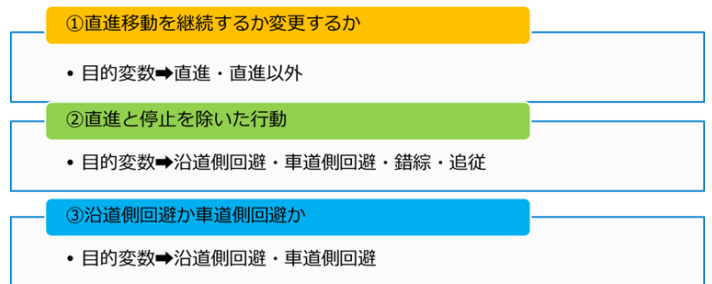 ①直進移動を継続するか変更するか
• 目的変数➡直進・直進以外
②直進と停止を除いた行動
• 目的変数➡沿道側回避・車道側回避・錯綜・追従
③沿道側回避か車道側回避か
• 目的変数➡沿道側回避・車道側回避